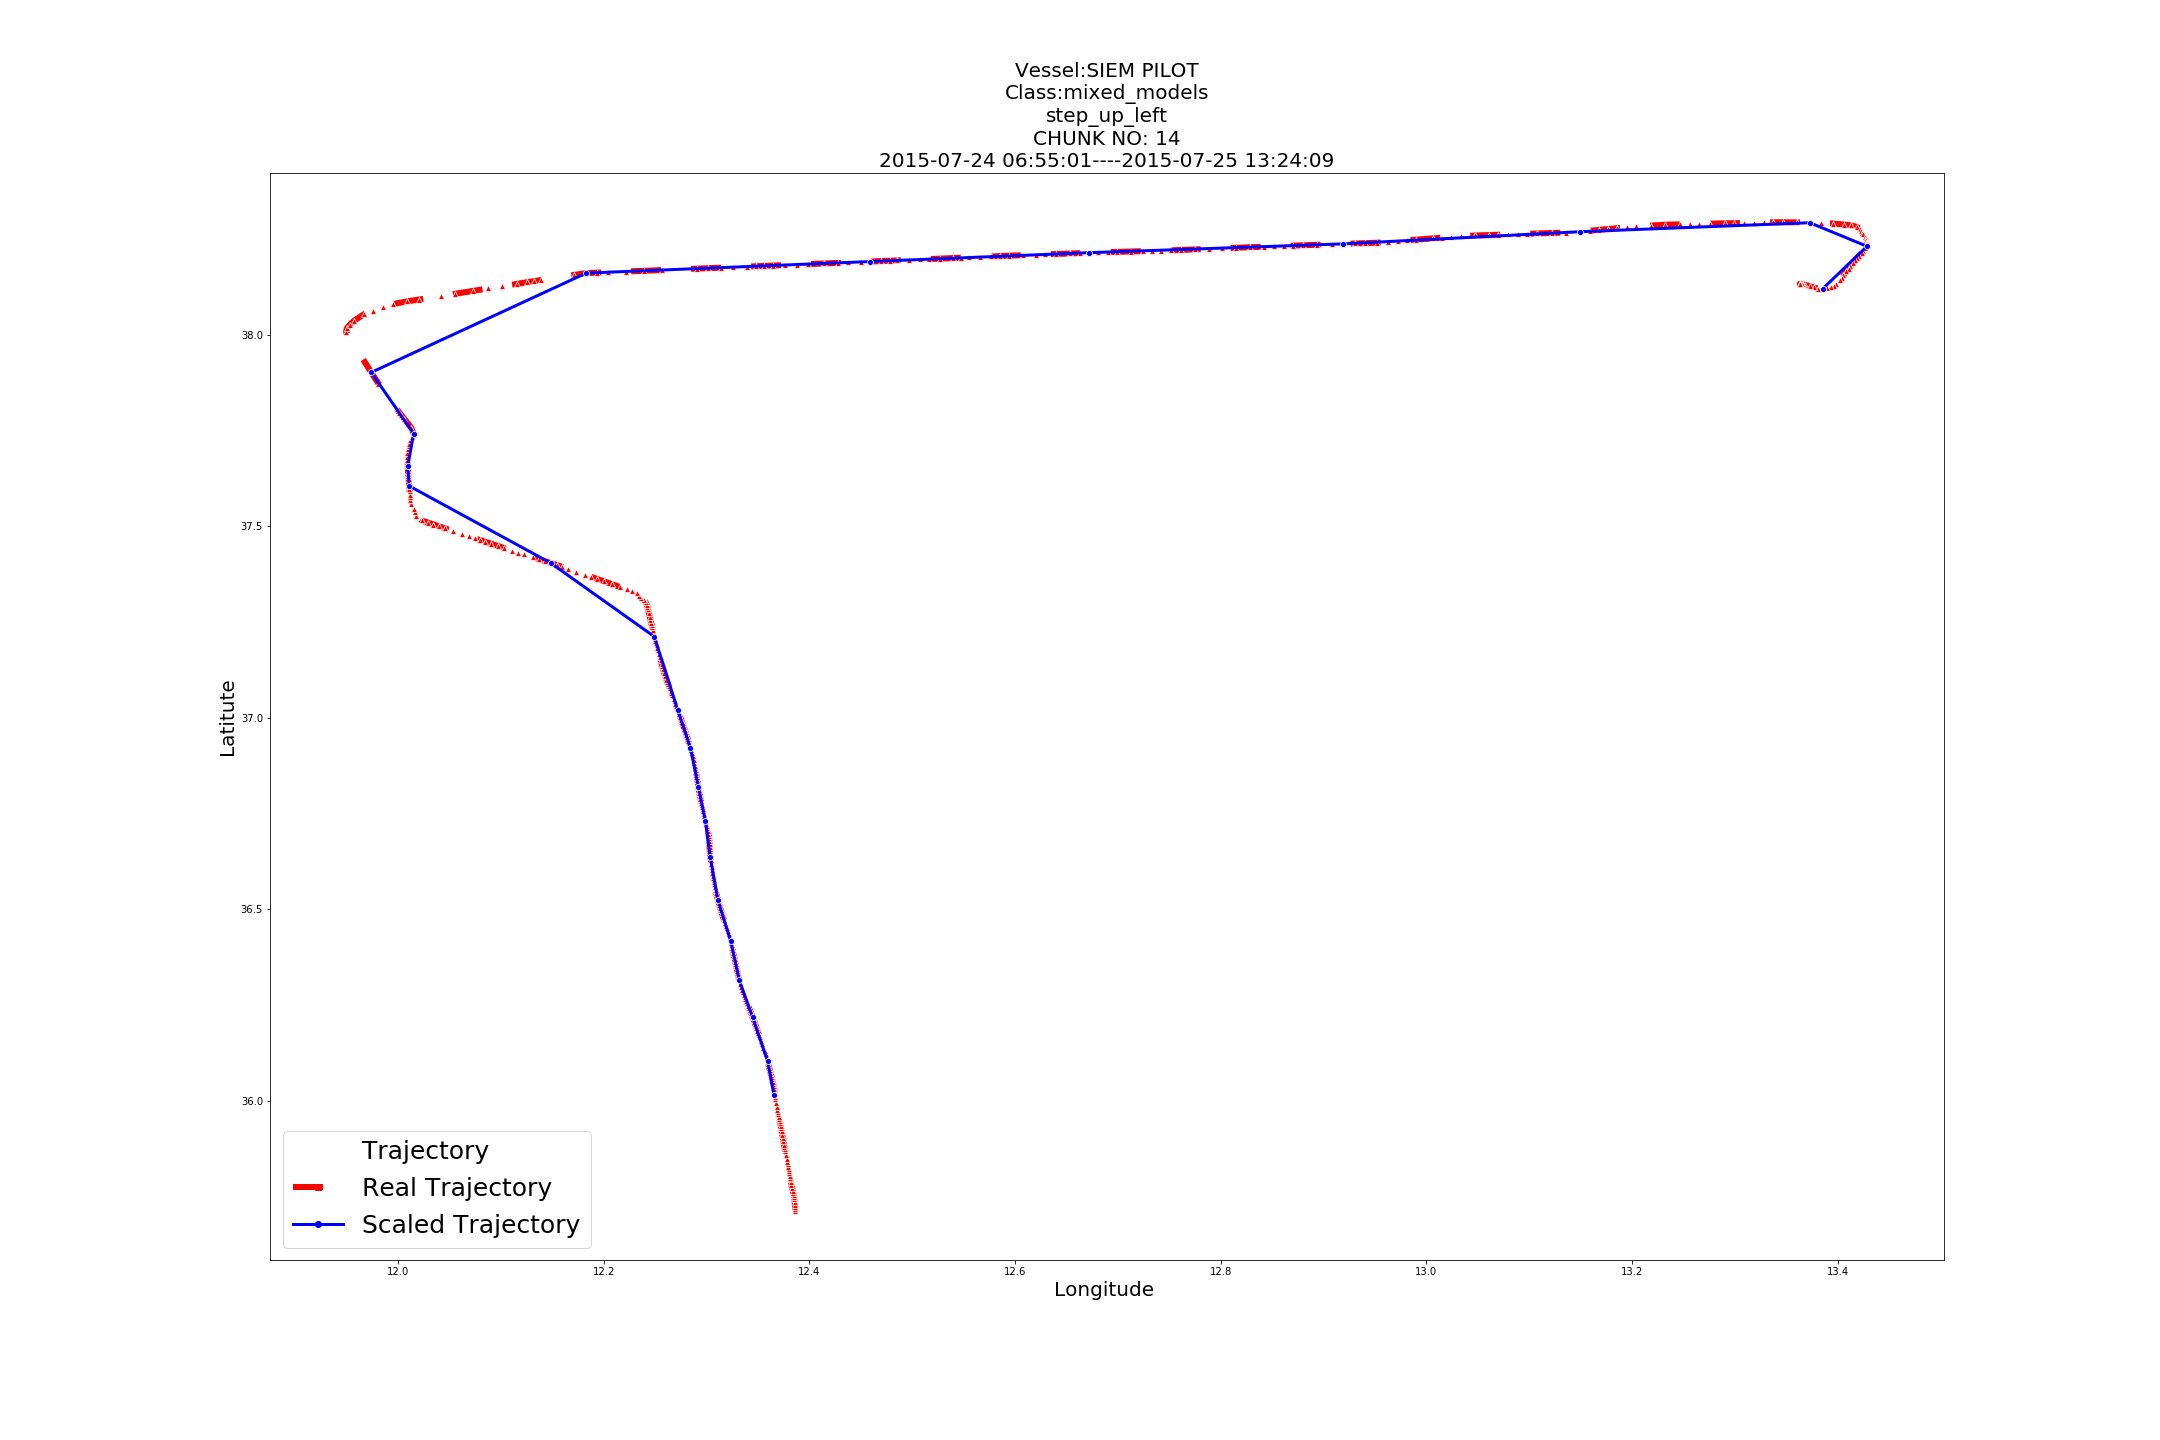 Vessel:SIEM PILOT
Class:mixed_models
step_up_left
CHUNK NO: 14
2015-07-24 06:55:01----2015-07-25 13:24:09
Latitute
38.0
37.5
37.0
36.5
36.0
Trajectory
Real Trajectory
Scaled Trajectory
12.0 12.2 12.4 12.6 12.8 13.0 13.2 13.4
Longitude